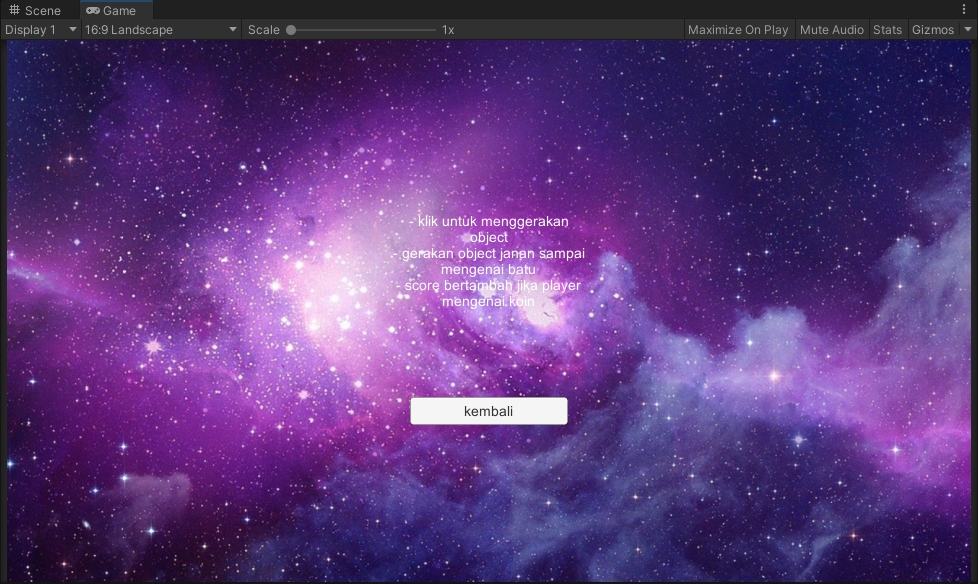 Scene
Game
Display 1
16:9 Landscape
Scale
1x
Maximize On Play
Mute Audio
Stats
Gizmos
- klik untuk menggerakan
object
- gerakan object janan sampai
mengenai batu
- score bertambah jika player
mengenai koin
kembali